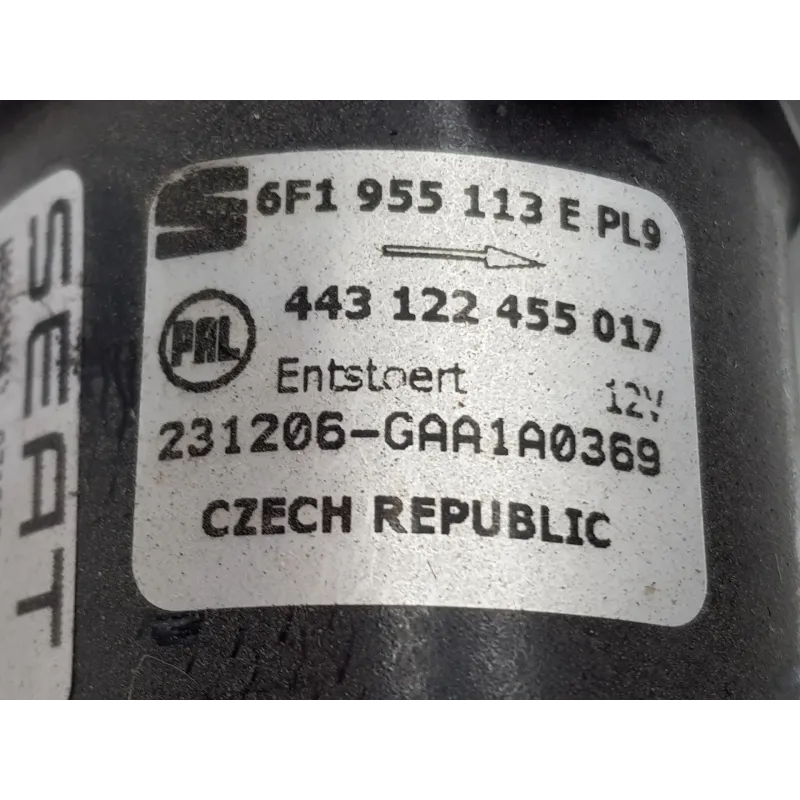 6F1 955 113 E PL9
443 122 455 017
PAL
Entstoert 12V
231206-GAA1A0369
CZECH REPUBLIC
SEAT